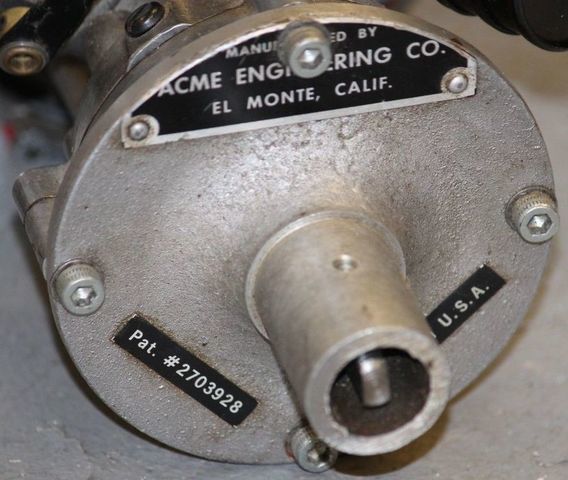 MANUFACTURED BY
ACME ENGINEERING CO.
EL MONTE, CALIF.
Pat. #2703928
U.S.A.